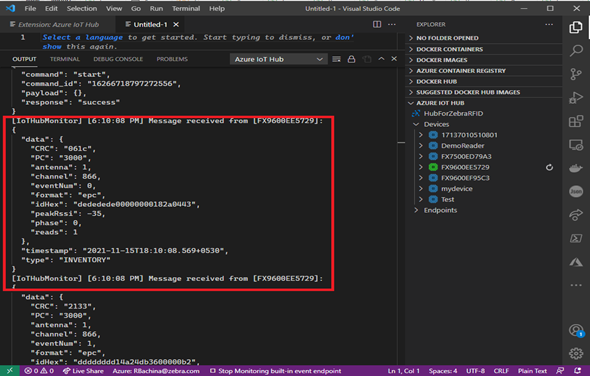 File Edit Selection View Go Run Terminal Help
Untitled-1 - Visual Studio Code
Extension: Azure IoT Hub
Untitled-1
1 Select a language to get started. Start typing to dismiss, or don'
show this again.
OUTPUT TERMINAL DEBUG CONSOLE PROBLEMS
Azure IoT Hub
"command": "start",
"command_id": "16266718797272556",
"payload": {},
"response": "success"
}
[IoTHubMonitor] [6:10:08 PM] Message received from [FX9600EE5729]:
{
"data": {
"CRC": "061c",
"PC": "3000",
"antenna": 1,
"channel": 866,
"eventNum": 0,
"format": "epc",
"idHex": "dededede00000000182a0443",
"peakRssi": -35,
"phase": 0,
"reads": 1
},
"timestamp": "2021-11-15T18:10:08.569+0530",
"type": "INVENTORY"
}
[IoTHubMonitor] [6:10:08 PM] Message received from [FX9600EE5729]:
{
"data": {
"CRC": "2133",
"PC": "3000",
"antenna": 1,
"channel": 866,
"eventNum": 1,
"format": "epc",
"idHex": "ddddddddd14a24db3600000b2",
EXPLORER
NO FOLDER OPENED
DOCKER CONTAINERS
DOCKER IMAGES
AZURE CONTAINER REGISTRY
DOCKER HUB
SUGGESTED DOCKER HUB IMAGES
AZURE IOT HUB
HubForZebraRFID
Devices
17137010510801
DemoReader
FX7500ED79A3
FX9600EE5729
FX9600EF95C3
mydevice
Test
Endpoints
1
0 0 Live Share Azure: RBachina@zebra.com Stop Monitoring built-in event endpoint
Ln 1, Col 1 Spaces: 4 UTF-8 CRLF Plain Text